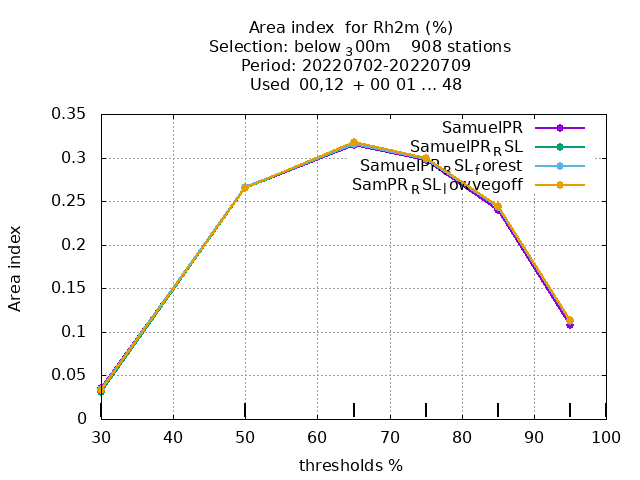 Area index for Rh2m (%)
Selection: below ₃00m 908 stations
Period: 20220702-20220709
Used 00,12 + 00 01 ... 48
SamuelPR
SamuelPR_RSL
SamuelPR_RSL_forest
SamPR_RSL_lowvegoff
0.35
0.3
0.25
0.2
0.15
0.1
0.05
0
Area index
30 40 50 60 70 80 90 100
thresholds %